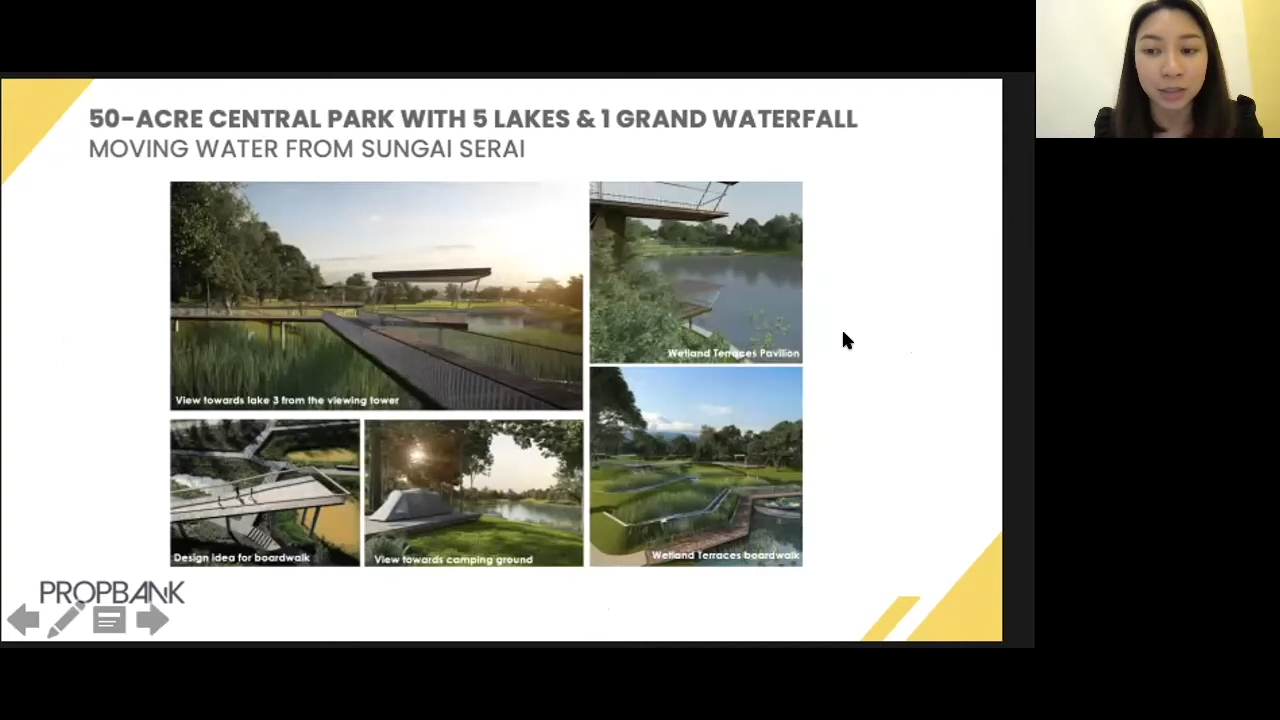 50-ACRE CENTRAL PARK WITH 5 LAKES & 1 GRAND WATERFALL
MOVING WATER FROM SUNGAI SERAI
View towards lake 3 from the viewing tower
Wetland Terraces Pavilion
Design idea for boardwalk
View towards camping ground
Wetland Terraces boardwalk
PROPBANK